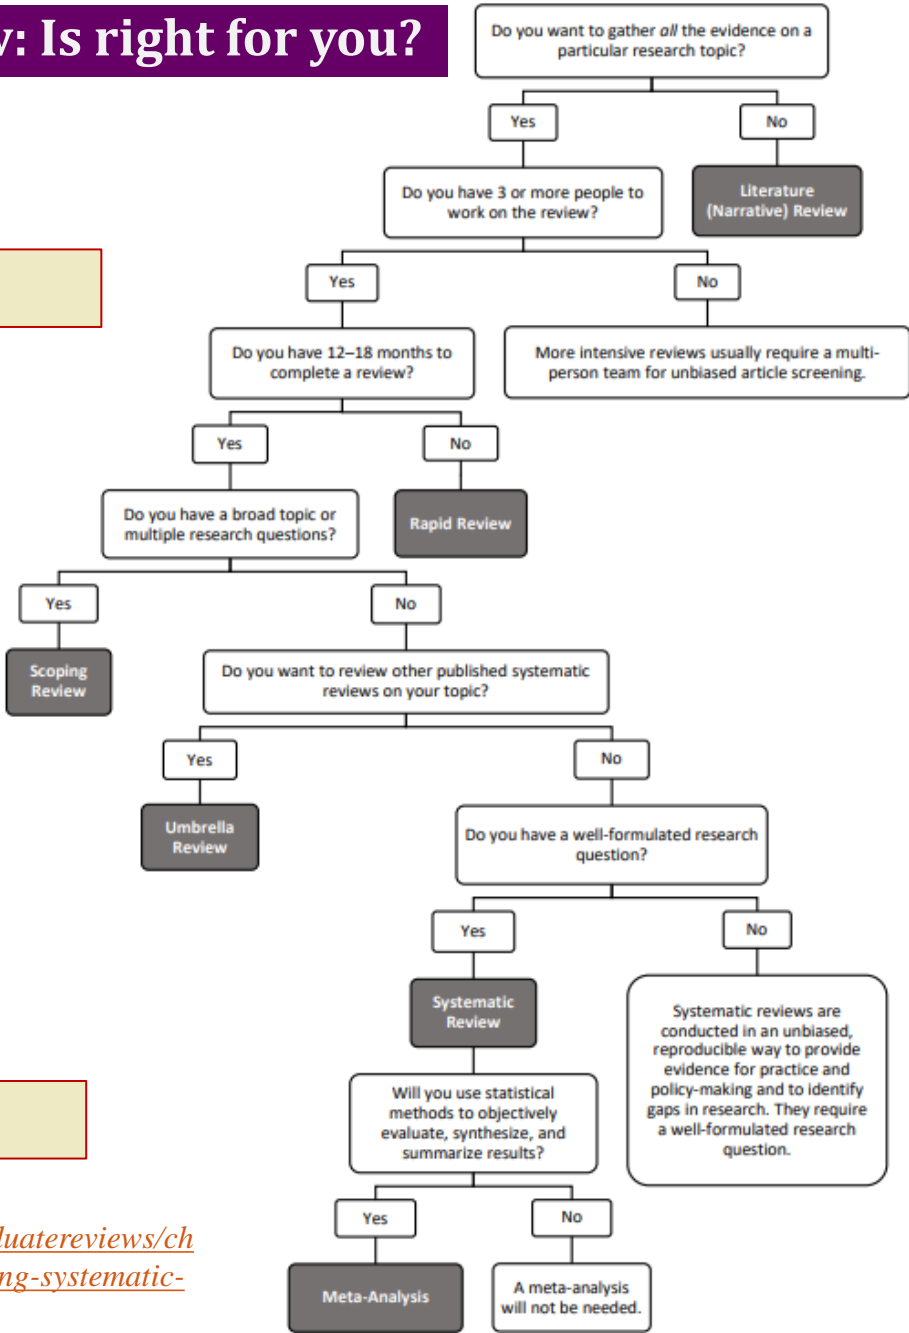 : Is right for you?
Do you want to gather all the evidence on a
particular research topic?
Yes
No
Do you have 3 or more people to
work on the review?
Literature
(Narrative) Review
Yes
No
Do you have 12–18 months to
complete a review?
More intensive reviews usually require a multi-
person team for unbiased article screening.
Yes
No
Do you have a broad topic or
multiple research questions?
Rapid Review
Yes
No
Scoping
Review
Do you want to review other published systematic
reviews on your topic?
Yes
No
Umbrella
Review
Do you have a well-formulated research
question?
Yes
No
Systematic
Review
Systematic reviews are
conducted in an unbiased,
reproducible way to provide
evidence for practice and
policy-making and to identify
gaps in research. They require
a well-formulated research
question.
Will you use statistical
methods to objectively
evaluate, synthesize, and
summarize results?
Yes
No
Meta-Analysis
A meta-analysis
will not be needed.
luatereviews/ch
ng-systematic-